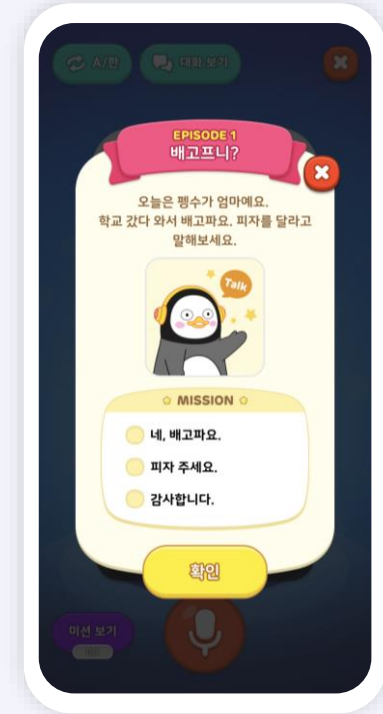 A/한
대화 보기
EPISODE 1
배고프니?
오늘은 펭수가 엄마예요.
학교 갔다 와서 배고파요. 피자를 달라고
말해보세요.
Talk
MISSION
네, 배고파요.
피자 주세요.
감사합니다.
확인
미션 보기